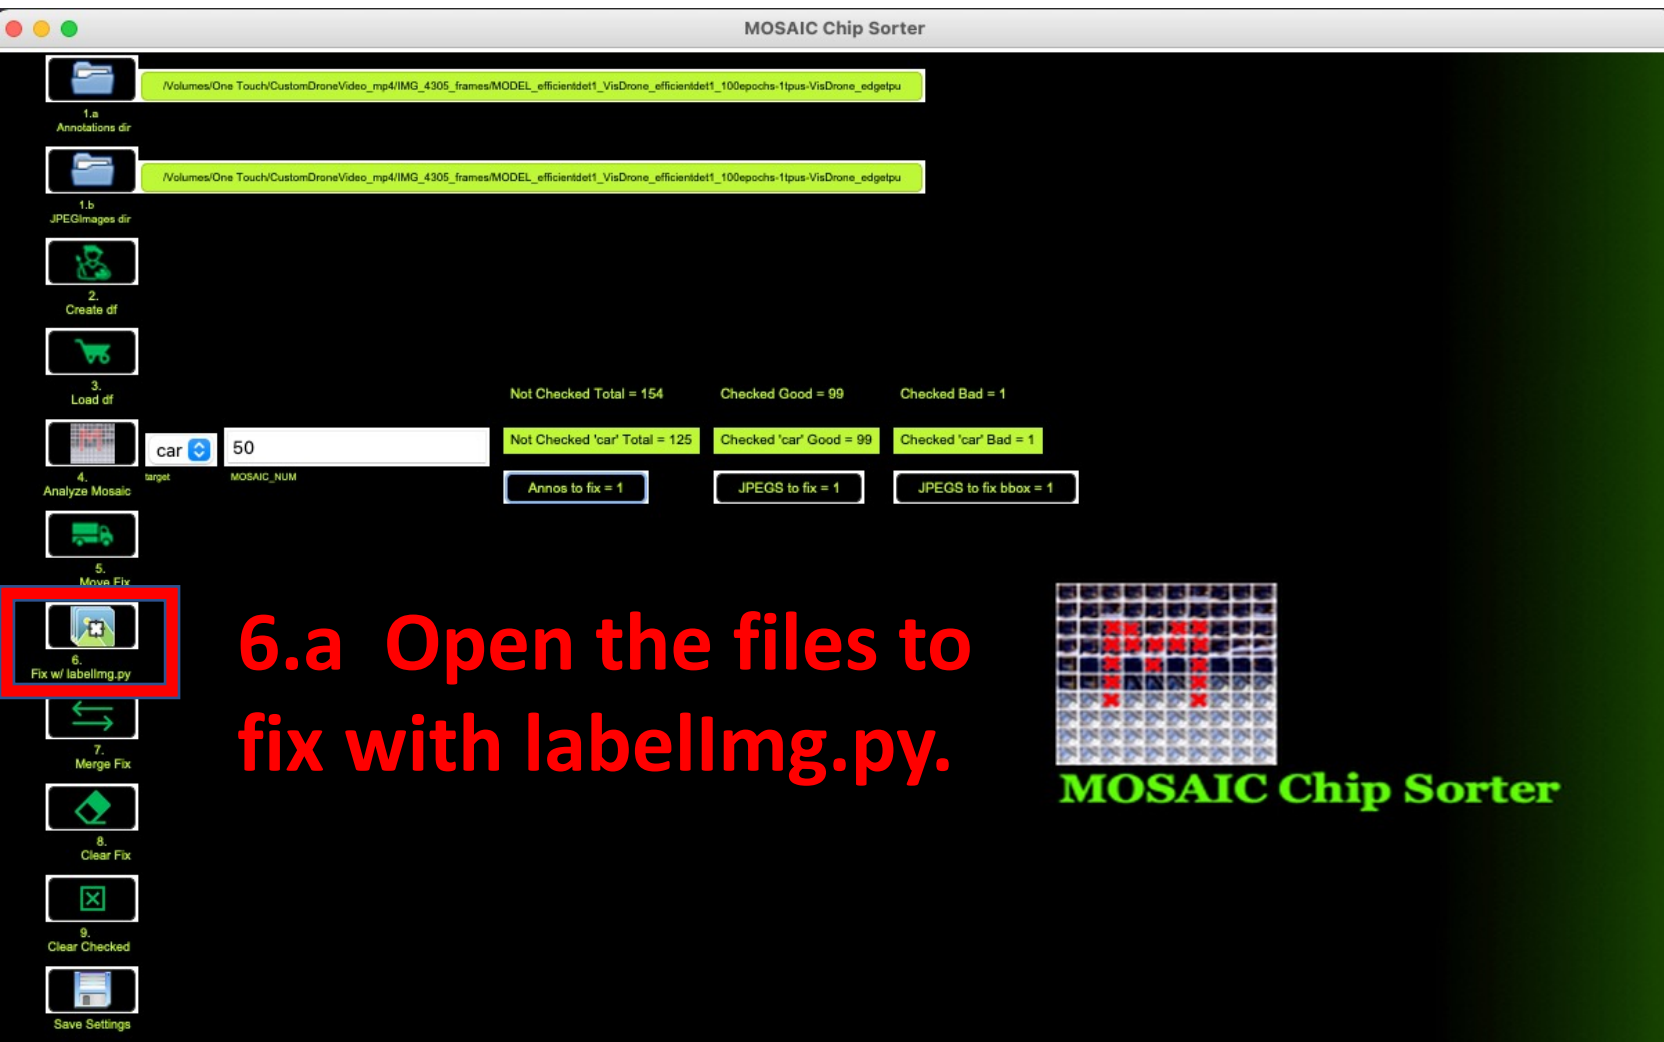 MOSAIC Chip Sorter
/Volumes/One Touch/CustomDroneVideo_mp4/IMG_4305_frames/MODEL_efficientdet1_VisDrone_efficientdet1_100epochs-1tpus-VisDrone_edgetpu
1.a
Annotations dir
/Volumes/One Touch/CustomDroneVideo_mp4/IMG_4305_frames/MODEL_efficientdet1_VisDrone_efficientdet1_100epochs-1tpus-VisDrone_edgetpu
1.b
JPEGImages dir
2.
Create df
3.
Load df
Not Checked Total = 154 Checked Good = 99 Checked Bad = 1
car 50 Not Checked 'car' Total = 125 Checked 'car' Good = 99 Checked 'car' Bad = 1
4.
Analyze Mosaic target MOSAIC_NUM
Annos to fix = 1 JPEGS to fix = 1 JPEGS to fix bbox = 1
5.
Move Fix
6.
Fix w/ labelImg.py
6.a Open the files to
fix with labelImg.py.
7.
Merge Fix
MOSAIC Chip Sorter
8.
Clear Fix
9.
Clear Checked
Save Settings